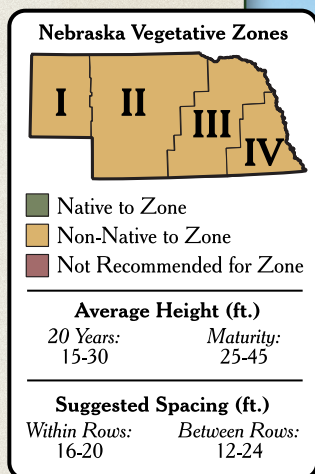 Nebraska Vegetative Zones
I II III IV
Native to Zone
Non-Native to Zone
Not Recommended for Zone
Average Height (ft.)
20 Years: Maturity:
15-30 25-45
Suggested Spacing (ft.)
Within Rows: Between Rows:
16-20 12-24